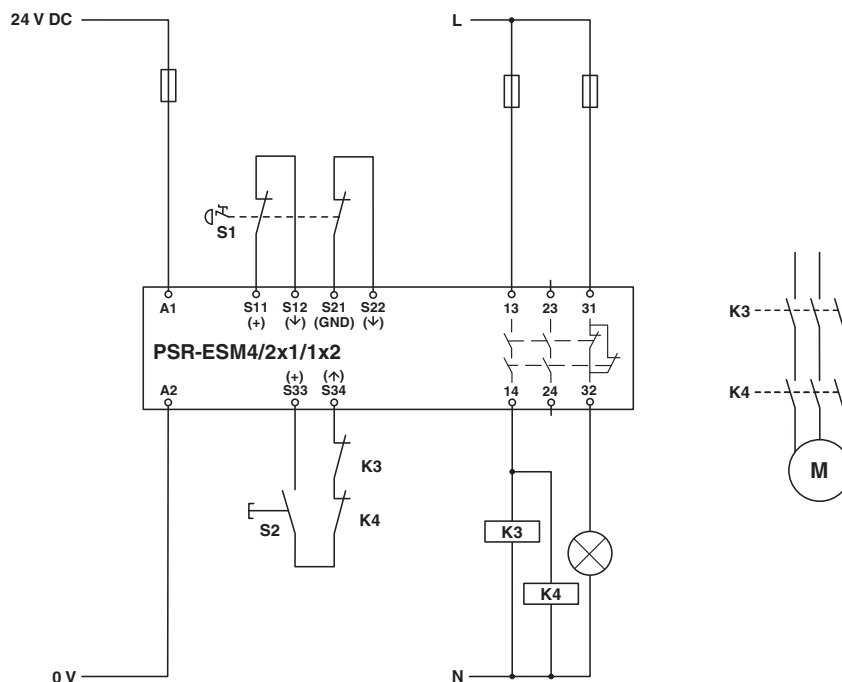 24 V DC
L
S1
A1
S11 S12 S21 S22
(+) (↓) (GND) (↓)
13 23 31
PSR-ESM4/2x1/1x2
(+) (↑)
A2 S33 S34
14 24 32
K3
K4
M
K3
K4
S2
K3
K4
0 V
N